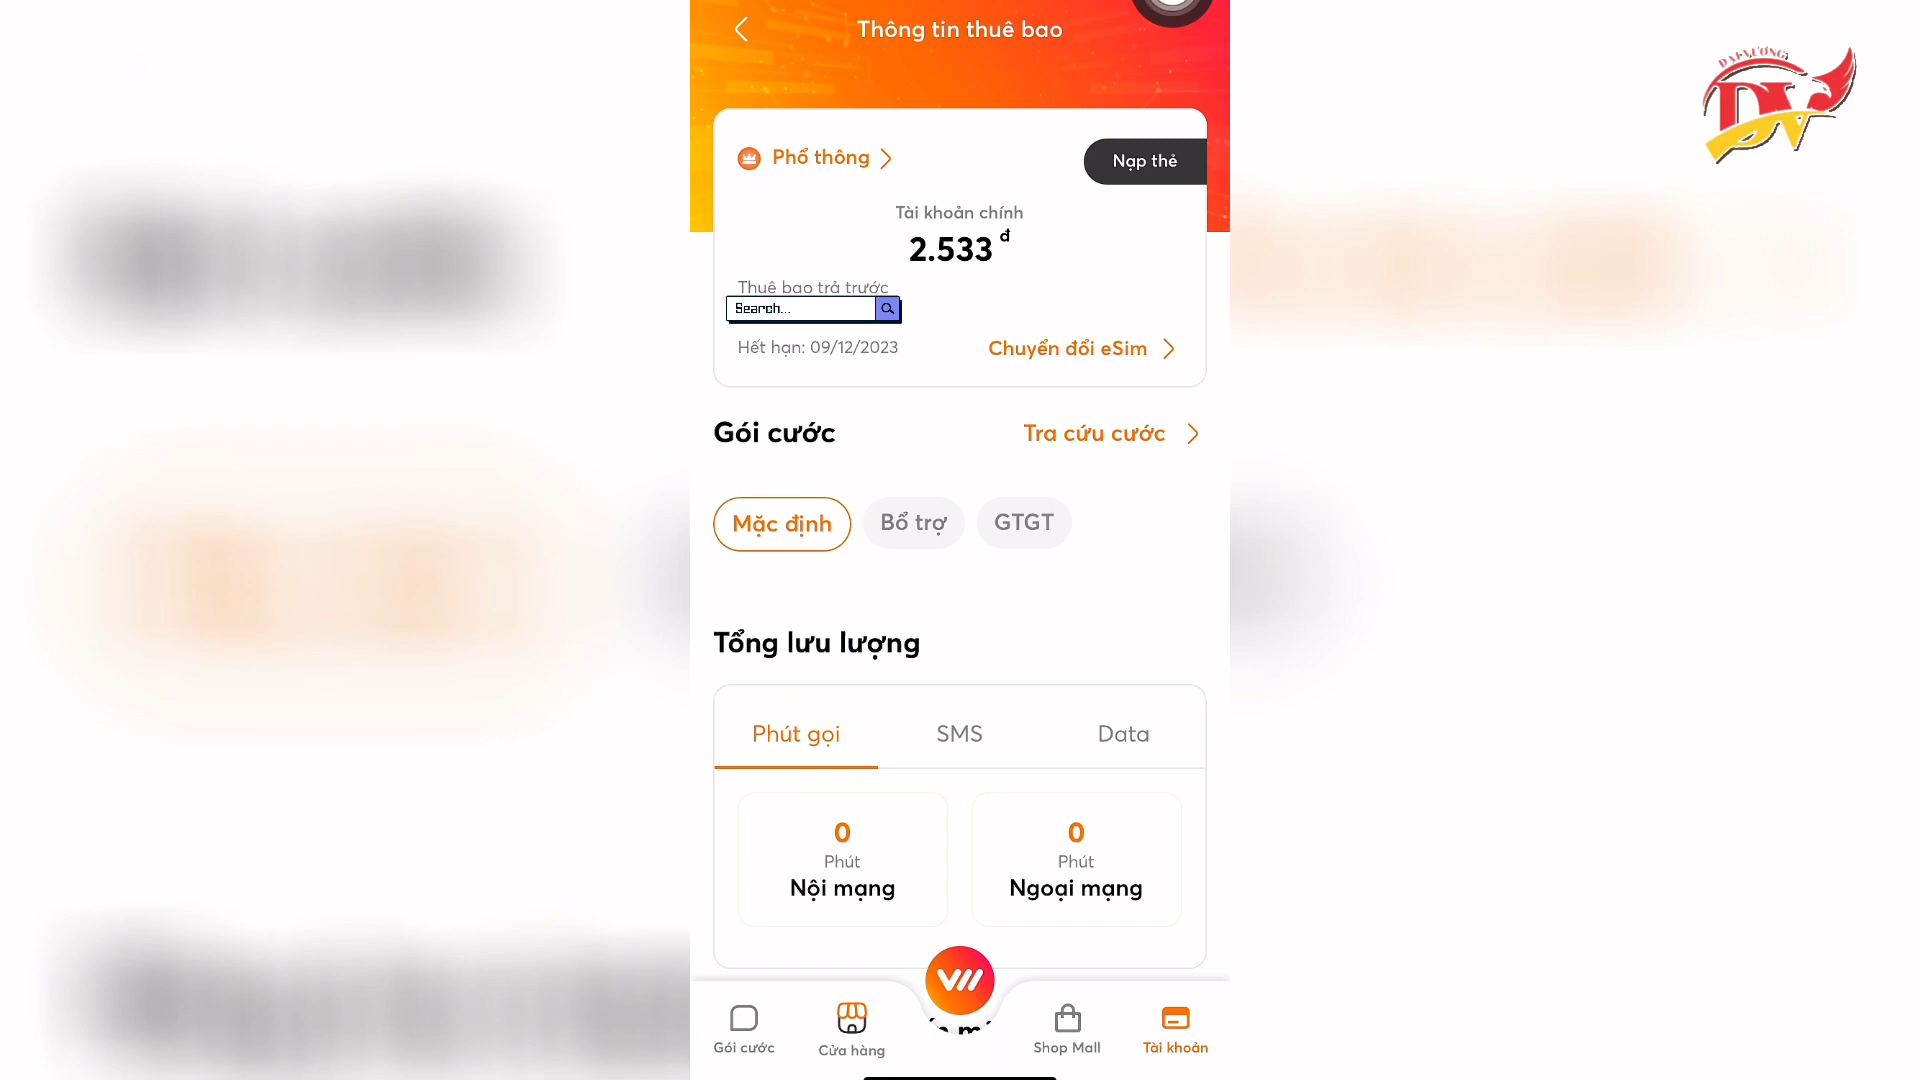 Thông tin thuê bao
ĐẠI VƯƠNG
DV
Phổ thông
Nạp thẻ
Tài khoản chính
2.533 đ
Thuê bao trả trước
Search...
Hết hạn: 09/12/2023
Chuyển đổi eSim
Gói cước
Tra cứu cước
Mặc định
Bổ trợ
GTGT
Tổng lưu lượng
Phút gọi
SMS
Data
0
Phút
Nội mạng
0
Phút
Ngoại mạng
Gói cước
Cửa hàng
Shop Mall
Tài khoản